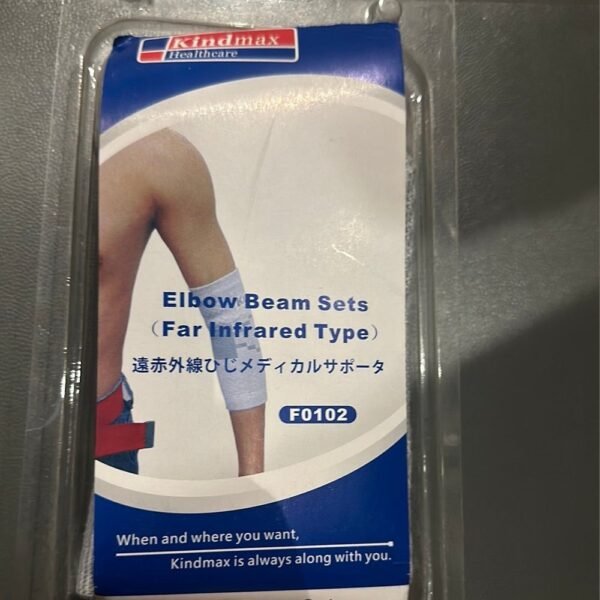 Kindmax
Healthcare
Elbow Beam Sets
(Far Infrared Type)
遠赤外線ひじメディカルサポータ
F0102
When and where you want,
Kindmax is always along with you.